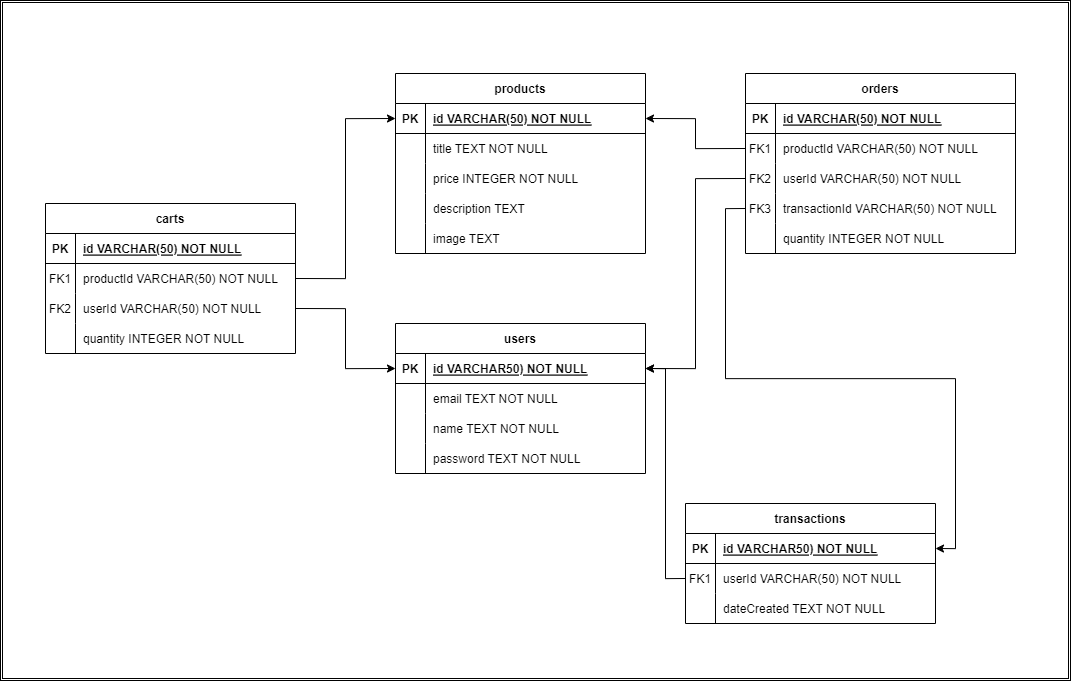 products
PK id VARCHAR(50) NOT NULL
title TEXT NOT NULL
price INTEGER NOT NULL
description TEXT
image TEXT
orders
PK id VARCHAR(50) NOT NULL
FK1 productId VARCHAR(50) NOT NULL
FK2 userId VARCHAR(50) NOT NULL
FK3 transactionId VARCHAR(50) NOT NULL
quantity INTEGER NOT NULL
carts
PK id VARCHAR(50) NOT NULL
FK1 productId VARCHAR(50) NOT NULL
FK2 userId VARCHAR(50) NOT NULL
quantity INTEGER NOT NULL
users
PK id VARCHAR50) NOT NULL
email TEXT NOT NULL
name TEXT NOT NULL
password TEXT NOT NULL
transactions
PK id VARCHAR50) NOT NULL
FK1 userId VARCHAR(50) NOT NULL
dateCreated TEXT NOT NULL